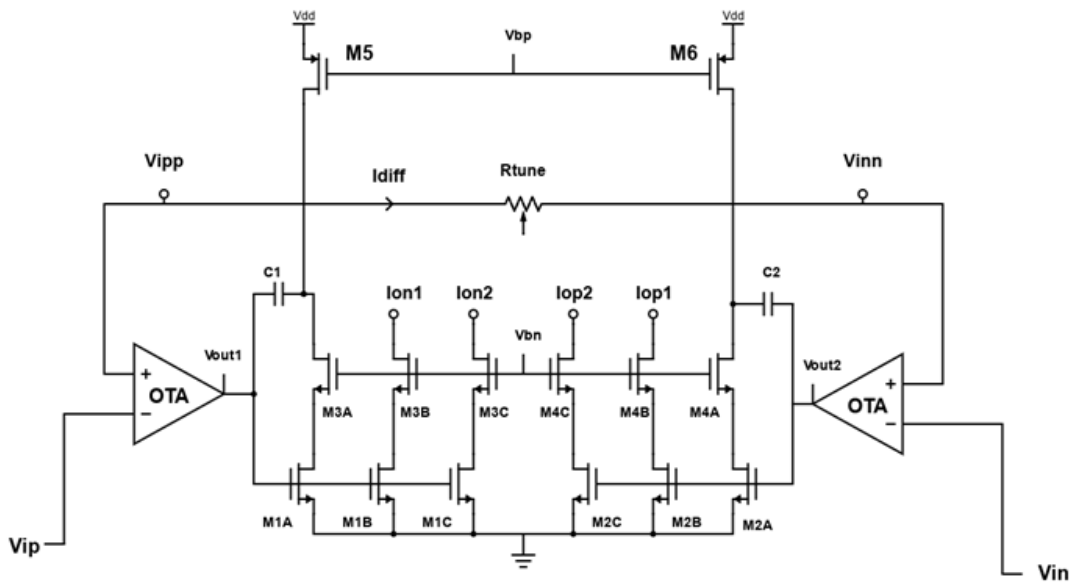 Vdd
Vdd
M5
Vbp
M6
Vipp
Idiff
Rtune
Vinn
C1
C2
Ion1
Ion2
Iop2
Iop1
Vbn
Vout1
Vout2
+
OTA
−
+
OTA
−
M3A
M3B
M3C
M4C
M4B
M4A
M1A
M1B
M1C
M2C
M2B
M2A
Vip
Vin